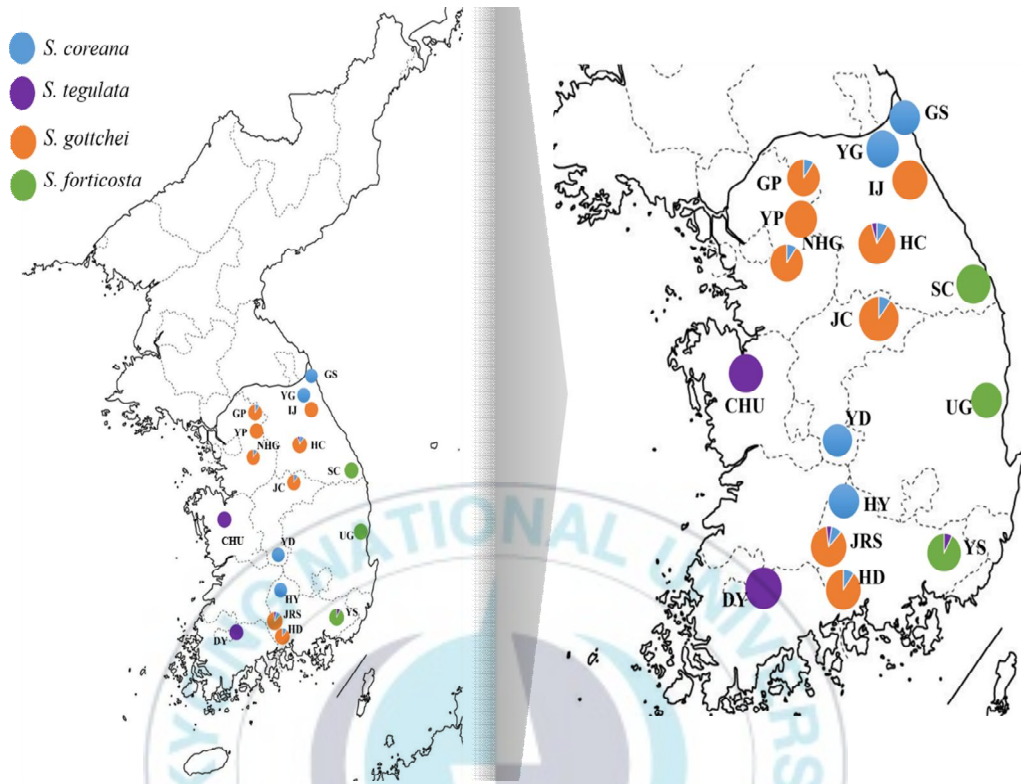 S. coreana
S. tegulata
S. gottchei
S. forticosta
GS
YG
IJ
GP
YP
NHG
HC
SC
JC
CHU
UG
YD
HY
JRS
YS
HD
DY
GS
YG
IJ
GP
YP
NHG
HC
SC
JC
CHU
UG
YD
HY
JRS
YS
HD
DY
NATIONAL UNIVERS